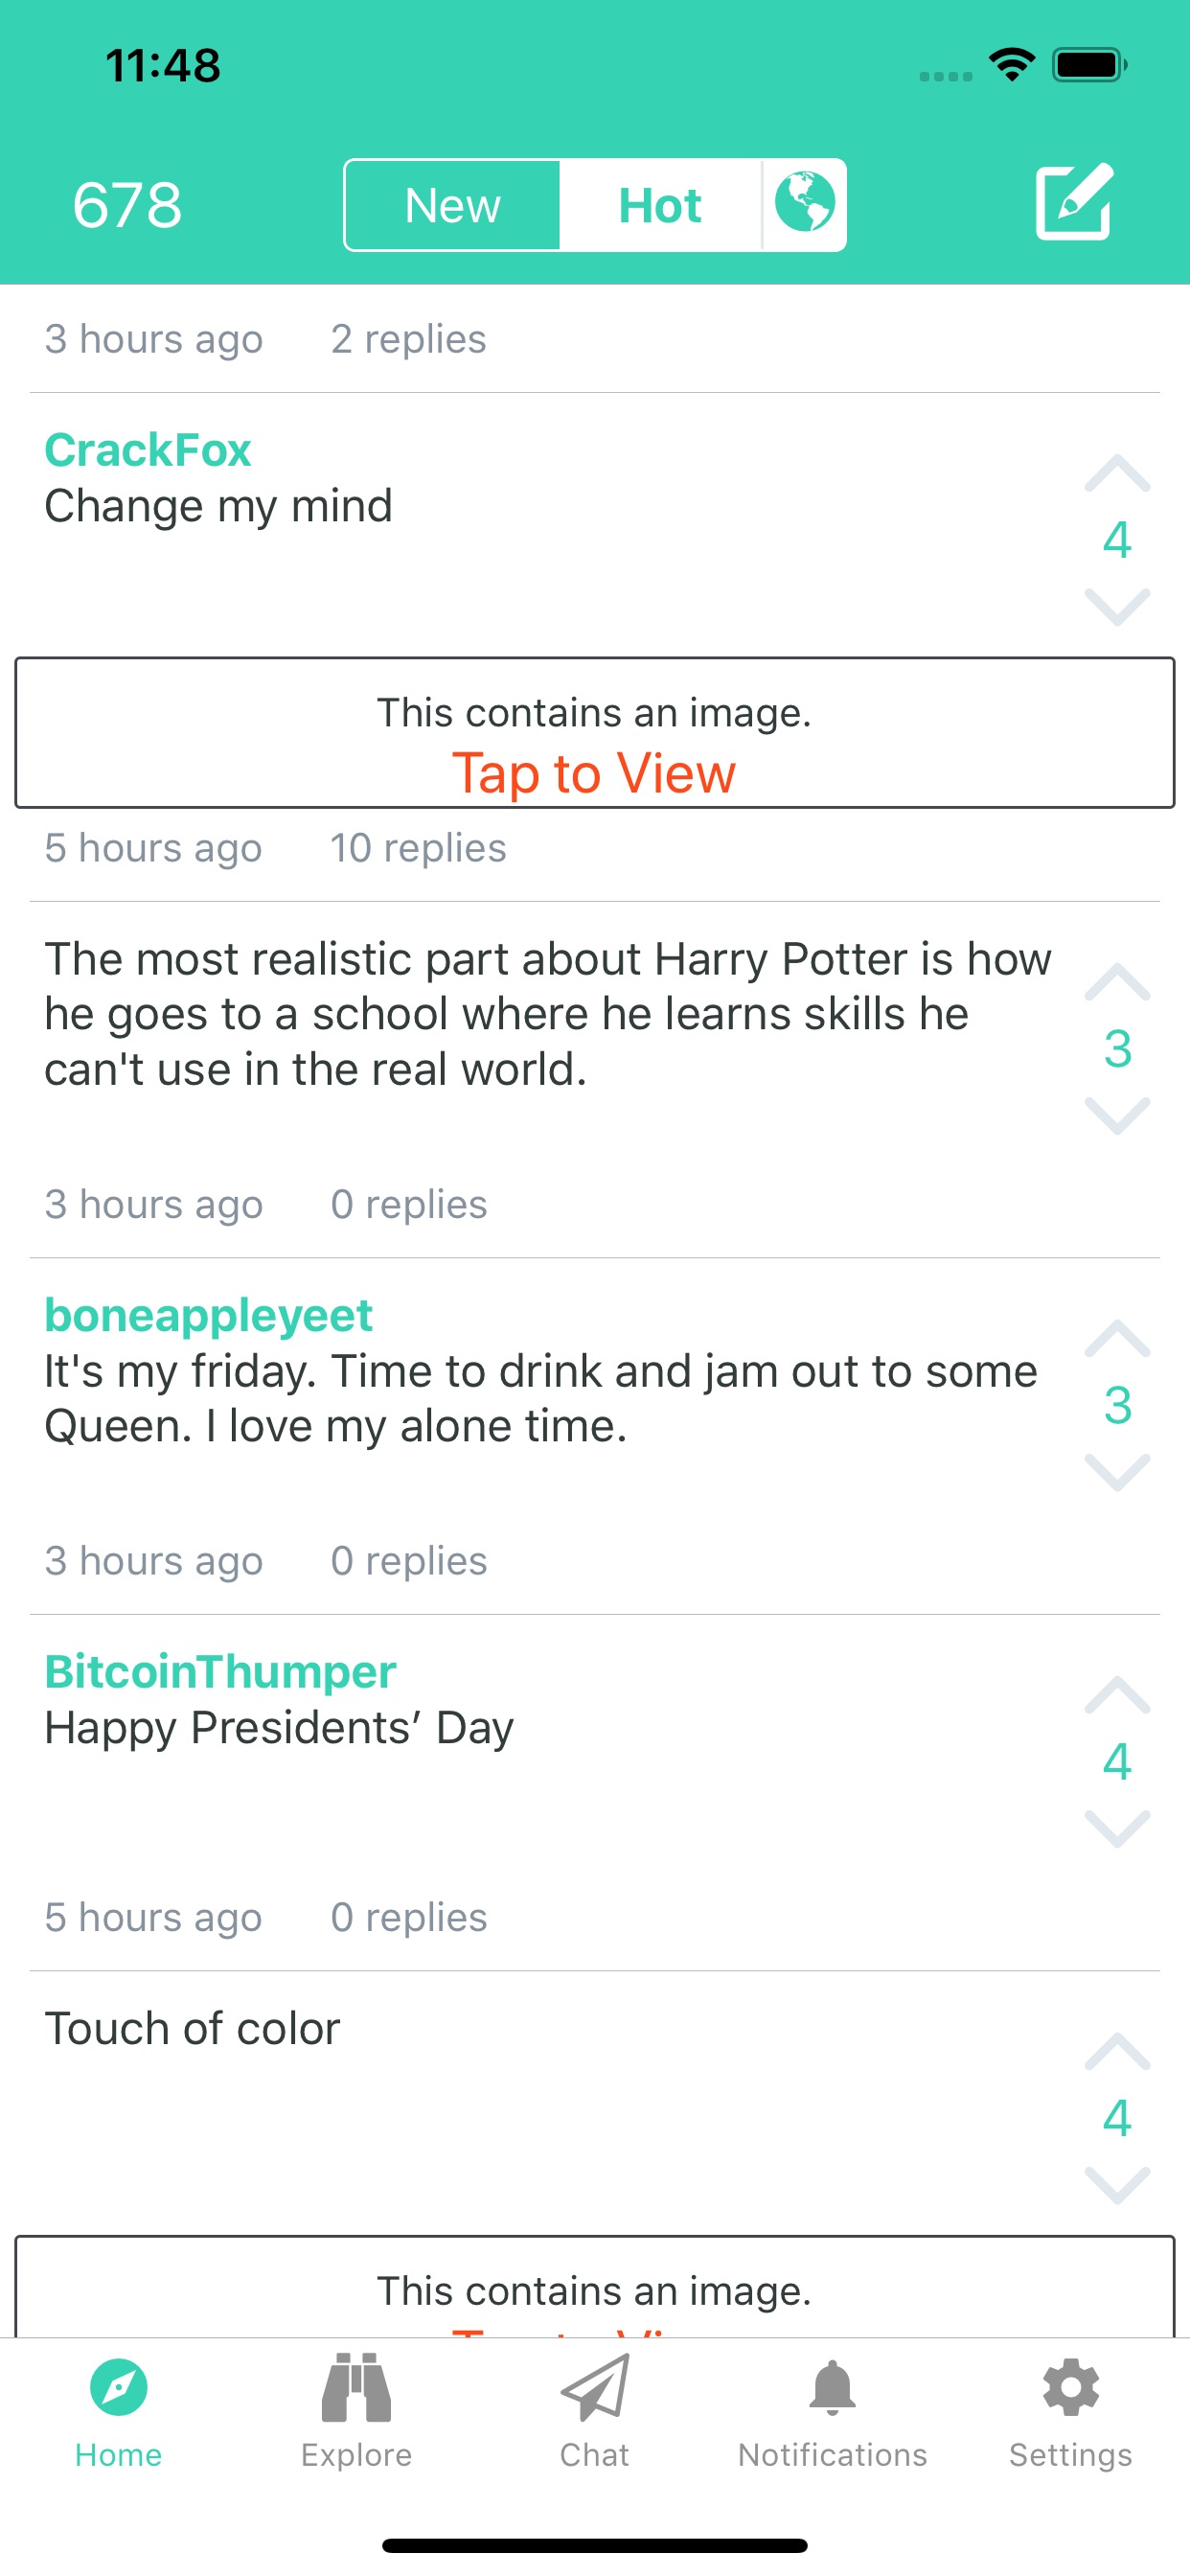 11:48
678 New Hot
3 hours ago 2 replies
CrackFox
Change my mind
4
This contains an image.
Tap to View
5 hours ago 10 replies
The most realistic part about Harry Potter is how
he goes to a school where he learns skills he
can't use in the real world.
3
3 hours ago 0 replies
boneappleyeet
It's my friday. Time to drink and jam out to some
Queen. I love my alone time.
3
3 hours ago 0 replies
BitcoinThumper
Happy Presidents’ Day
4
5 hours ago 0 replies
Touch of color
4
This contains an image.
Home Explore Chat Notifications Settings